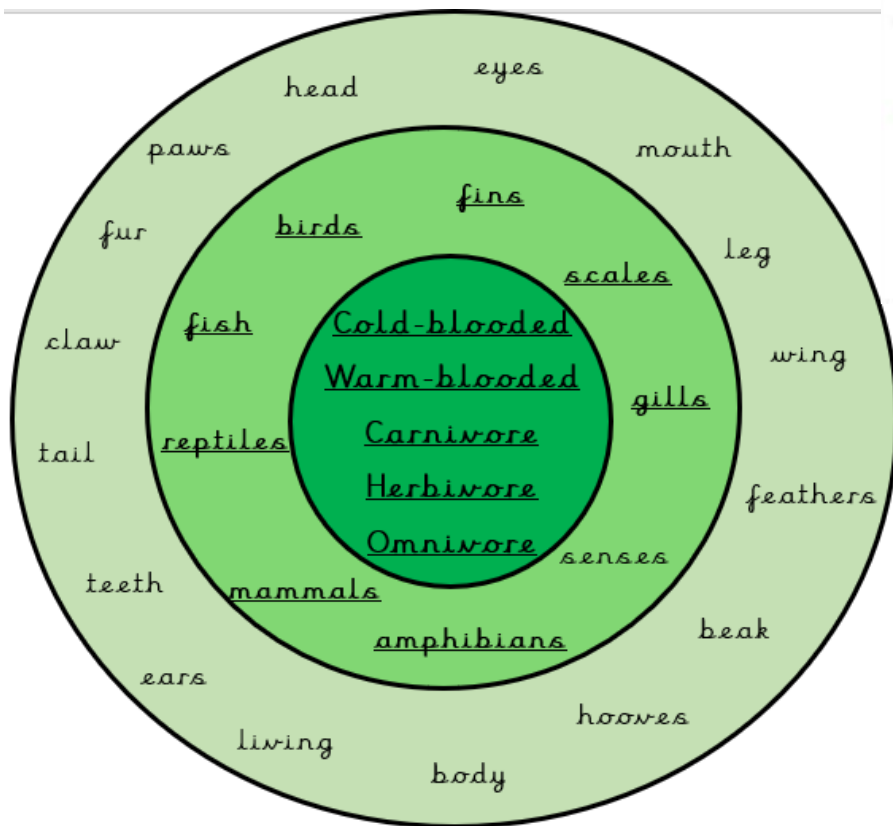 eyes
head
mouth
paws
fins
birds
fur
leg
scales
fish
Cold-blooded
claw
wing
Warm-blooded
gills
Carnivore
reptiles
tail
Herbivore
feathers
Omnivore
senses
teeth
mammals
beak
amphibians
ears
hooves
living
body